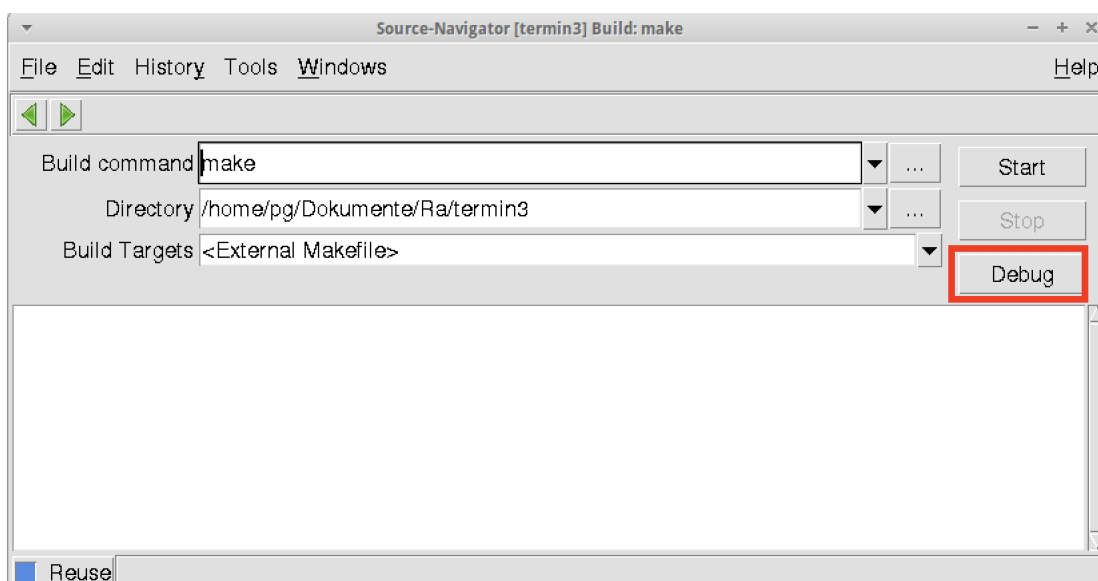 Source-Navigator [termin3] Build: make
File Edit History Tools Windows Help
Build command make ... Start
Directory /home/pg/Dokumente/Ra/termin3 ... Stop
Build Targets <External Makefile>
Debug
Reuse